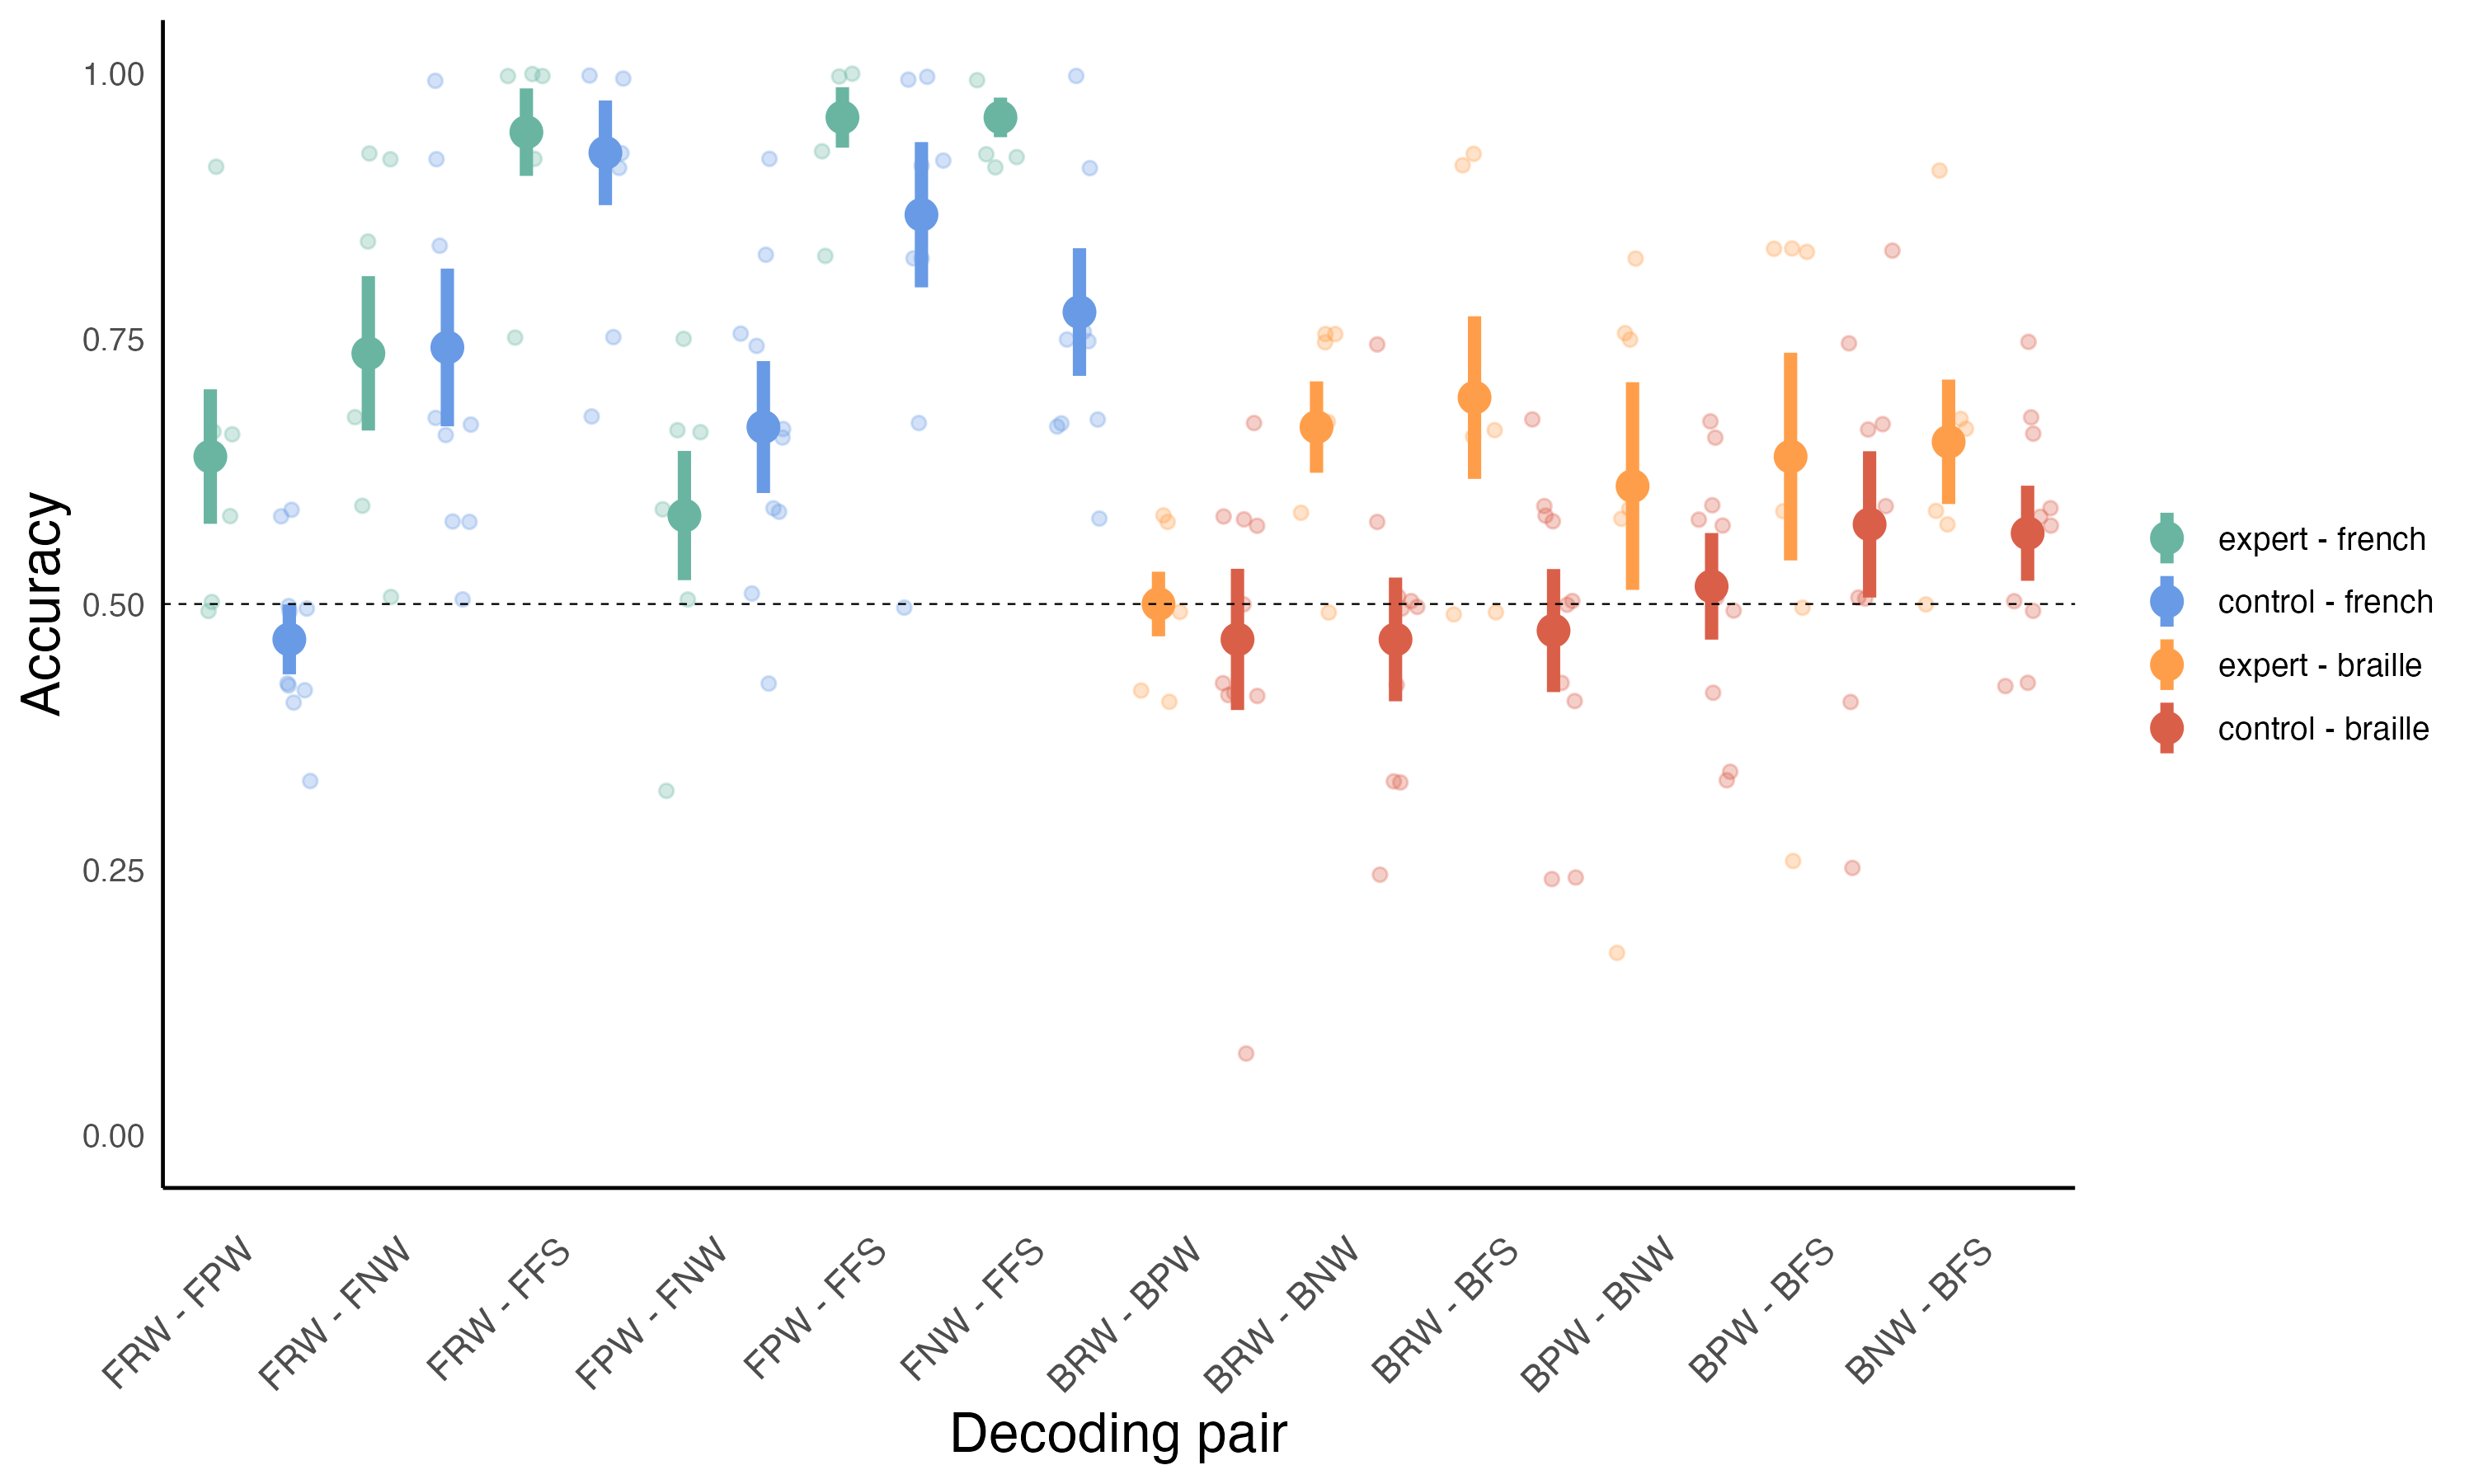 1.00
0.75
0.50
0.25
0.00
Accuracy
FRW - FPW
FRW - FNW
FRW - FFS
FPW - FNW
FPW - FFS
FNW - FFS
BRW - BPW
BRW - BNW
BRW - BFS
BPW - BNW
BPW - BFS
BNW - BFS
Decoding pair
expert - french
control - french
expert - braille
control - braille